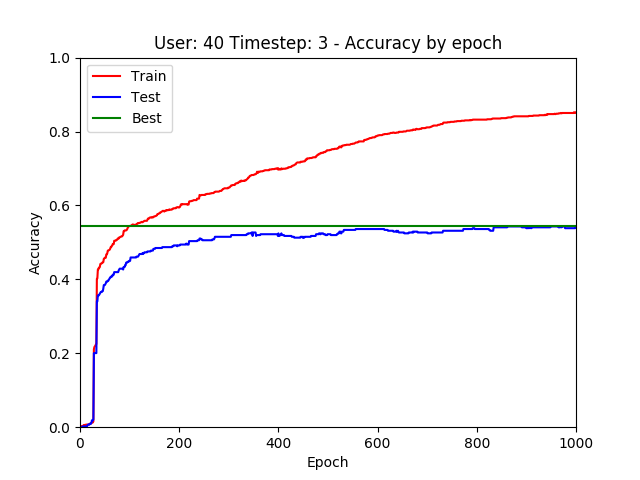 User: 40 Timestep: 3 - Accuracy by epoch
1.0
Train
Test
Best
0.8
0.6
0.4
0.2
0.0
Accuracy
0 200 400 600 800 1000
Epoch